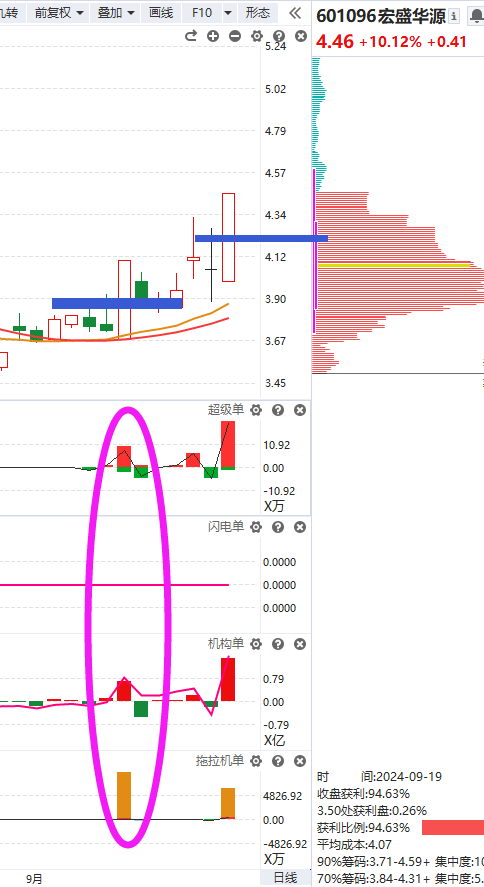 九转 前复权 叠加 画线 F10 形态
601096宏盛华源
4.46 +10.12% +0.41
5.24
5.02
4.79
4.57
4.34
4.12
3.90
3.67
3.45
超级单
10.92
0.00
-10.92
X万
闪电单
0.0000
0.0000
0.0000
机构单
0.79
0.00
-0.79
X亿
拖拉机单
4826.92
0.00
-4826.92
X万
9月
日线
时 间:2024-09-19
收盘获利:94.63%
3.50处获利盘:0.26%
获利比例:94.63%
平均成本:4.07
90%筹码:3.71-4.59+ 集中度:10
70%筹码:3.84-4.31+ 集中度:5.